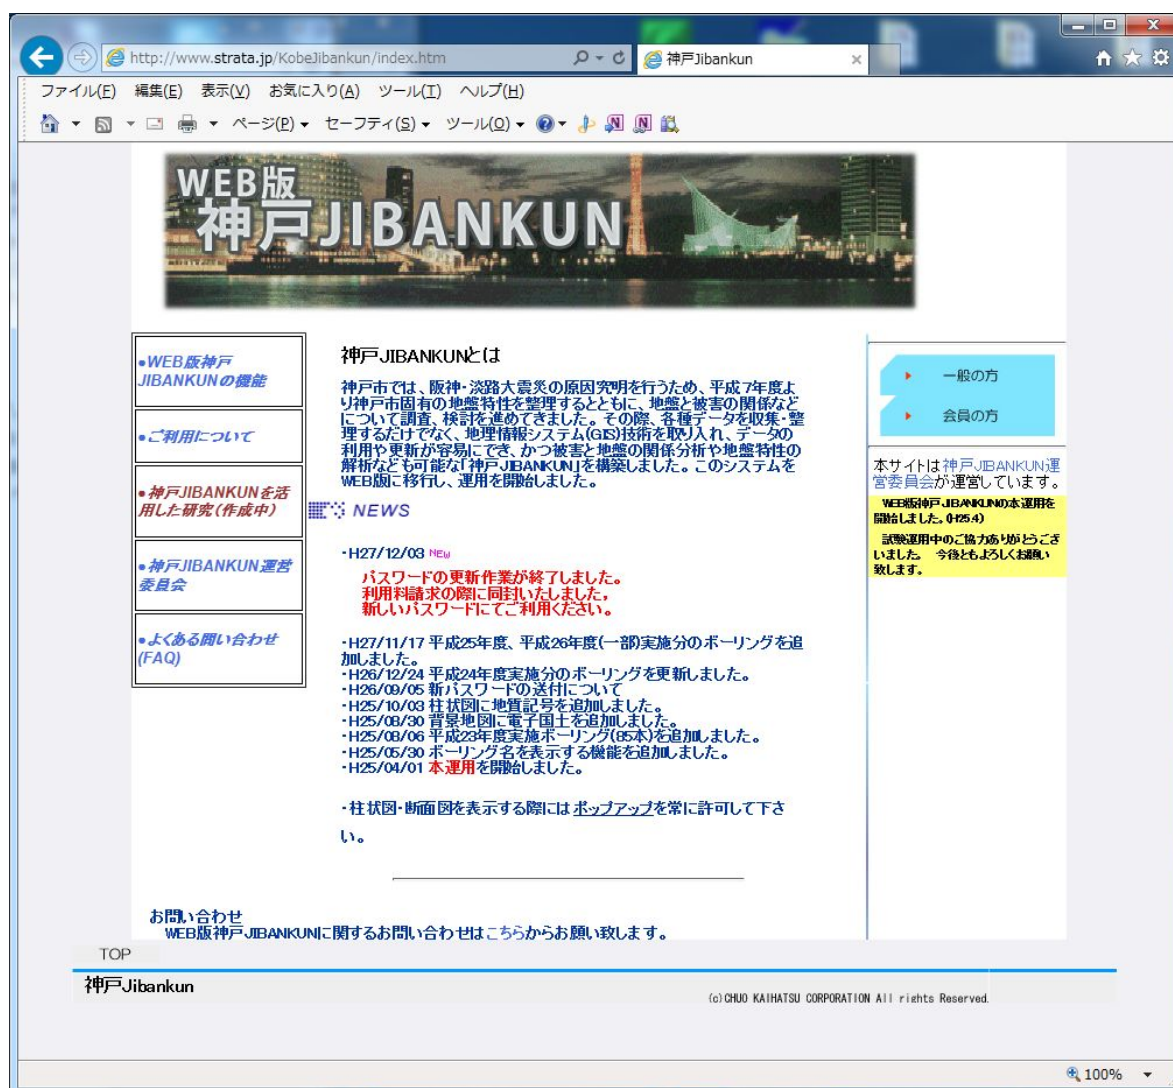 http://www.strata.jp/KobeJibankun/index.htm
神戸Jibankun
ファイル(F) 編集(E) 表示(V) お気に入り(A) ツール(T) ヘルプ(H)
ページ(P) セーフティ(S) ツール(O)
WEB版
神戸JIBANKUN
•WEB版神戸
JIBANKUNの機能
•ご利用について
•神戸JIBANKUNを活
用した研究(作成中)
•神戸JIBANKUN運営
委員会
•よくある問い合わせ
(FAQ)
神戸JIBANKUNとは
神戸市では、阪神・淡路大震災の原因究明を行うため、平成7年度よ
り神戸市固有の地盤特性を整理するとともに、地盤と被害の関係など
について調査、検討を進めてきました。その際、各種データを収集・整
理するだけでなく、地理情報システム(GIS)技術を取り入れ、データの
利用や更新が容易にでき、かつ被害と地盤の関係分析や地盤特性の
解析なども可能な「神戸JIBANKUN」を構築しました。このシステムを
WEB版に移行し、運用を開始しました。
NEWS
・H27/12/03 NEW
パスワードの更新作業が終了しました。
利用料請求の際に同封いたしました,
新しいパスワードにてご利用ください。
・H27/11/17 平成25年度、平成26年度(一部)実施分のボーリングを追
加しました。
・H26/12/24 平成24年度実施分のボーリングを更新しました。
・H26/09/05 新パスワードの送付について
・H25/10/03 柱状図に地質記号を追加しました。
・H25/08/30 背景地図に電子国土を追加しました。
・H25/08/06 平成23年度実施ボーリング(85本)を追加しました。
・H25/05/30 ボーリング名を表示する機能を追加しました。
・H25/04/01 本運用を開始しました。
・柱状図・断面図を表示する際にはポップアップを常に許可して下さ
い。
一般の方
会員の方
本サイトは神戸JIBANKUN運
営委員会が運営しています。
WEB版神戸JIBANKUNの本運用を
開始しました。(H25.4)
試験運用中のご協力ありがとうござ
いました。 今後ともよろしくお願い
致します。
お問い合わせ
WEB版神戸JIBANKUNに関するお問い合わせはこちらからお願い致します。
TOP
神戸Jibankun
(c)CHUO KAIHATSU CORPORATION All rights Reserved.
100%